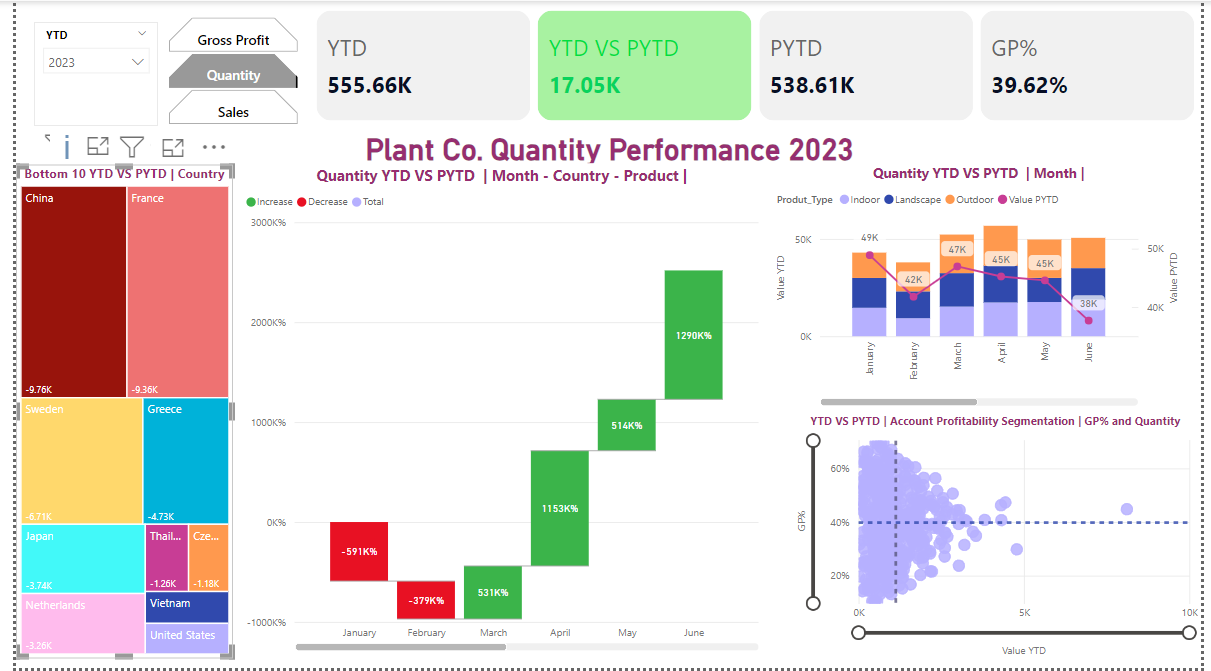 YTD
2023
Gross Profit
Quantity
Sales
YTD
555.66K
YTD VS PYTD
17.05K
PYTD
538.61K
GP%
39.62%
Plant Co. Quantity Performance 2023
Bottom 10 YTD VS PYTD | Country
China
-9.76K
France
-9.36K
Sweden
-6.71K
Greece
-4.73K
Japan
-3.74K
Thail...
-1.26K
Cze...
-1.18K
Netherlands
-3.26K
Vietnam
United States
Quantity YTD VS PYTD | Month - Country - Product |
Increase Decrease Total
3000K%
2000K%
1000K%
0K%
-1000K%
-591K%
-379K%
531K%
1153K%
514K%
1290K%
January February March April May June
Quantity YTD VS PYTD | Month |
Produt_Type Indoor Landscape Outdoor Value PYTD
Value YTD
50K
0K
49K
42K
47K
45K
45K
38K
50K
40K
Value PYTD
January
February
March
April
May
June
YTD VS PYTD | Account Profitability Segmentation | GP% and Quantity
GP%
60%
40%
20%
0K 5K 10K
Value YTD